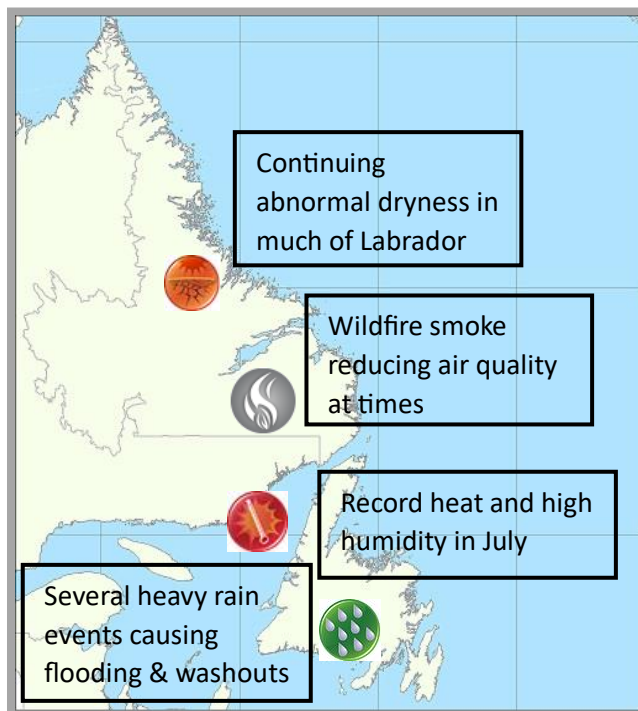 Continuing
abnormal dryness in
much of Labrador
Wildfire smoke
reducing air quality
at times
Record heat and high
humidity in July
Several heavy rain
events causing
flooding & washouts